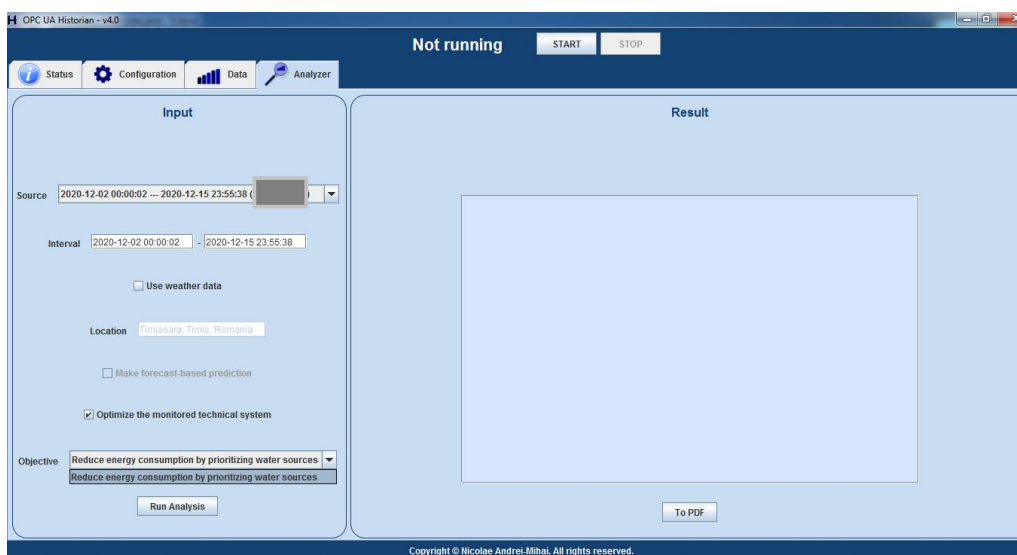 H OPC UA Historian - v4.0
Not running START STOP
Status Configuration Data Analyzer
Input
Result
Source 2020-12-02 00:00:02 --- 2020-12-15 23:55:38 ( )
Interval 2020-12-02 00:00:02 - 2020-12-15 23:55:38
Use weather data
Location Timisoara, Timis, Romania
Make forecast-based prediction
Optimize the monitored technical system
Objective Reduce energy consumption by prioritizing water sources
Reduce energy consumption by prioritizing water sources
Run Analysis
To PDF
Copyright © Nicolae Andrei-Mihai. All rights reserved.